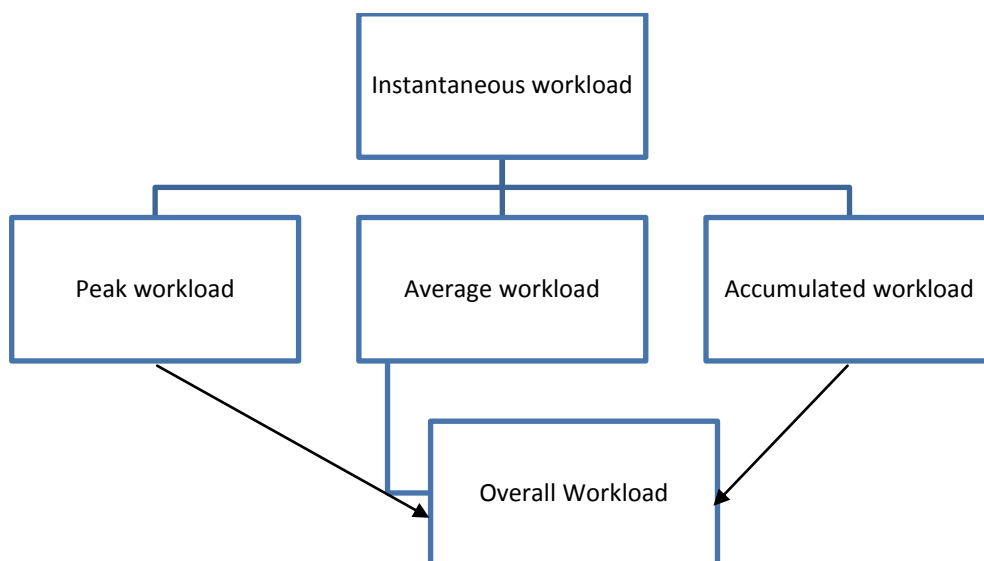 Instantaneous workload
Peak workload
Average workload
Accumulated workload
Overall Workload